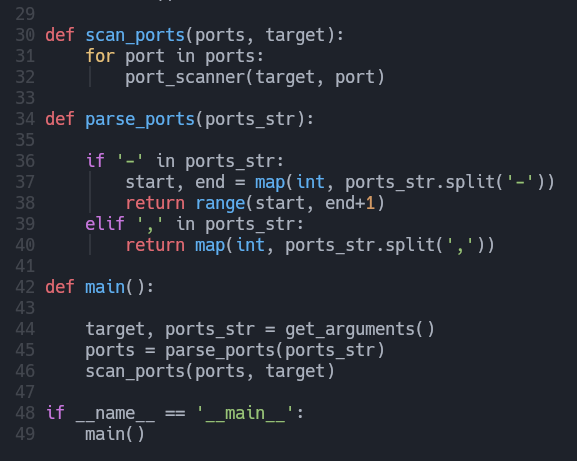 29
30 def scan_ports(ports, target):
31     for port in ports:
32         port_scanner(target, port)
33
34 def parse_ports(ports_str):
35
36     if '-' in ports_str:
37         start, end = map(int, ports_str.split('-'))
38         return range(start, end+1)
39     elif ',' in ports_str:
40         return map(int, ports_str.split(','))
41
42 def main():
43
44     target, ports_str = get_arguments()
45     ports = parse_ports(ports_str)
46     scan_ports(ports, target)
47
48 if __name__ == '__main__':
49     main()